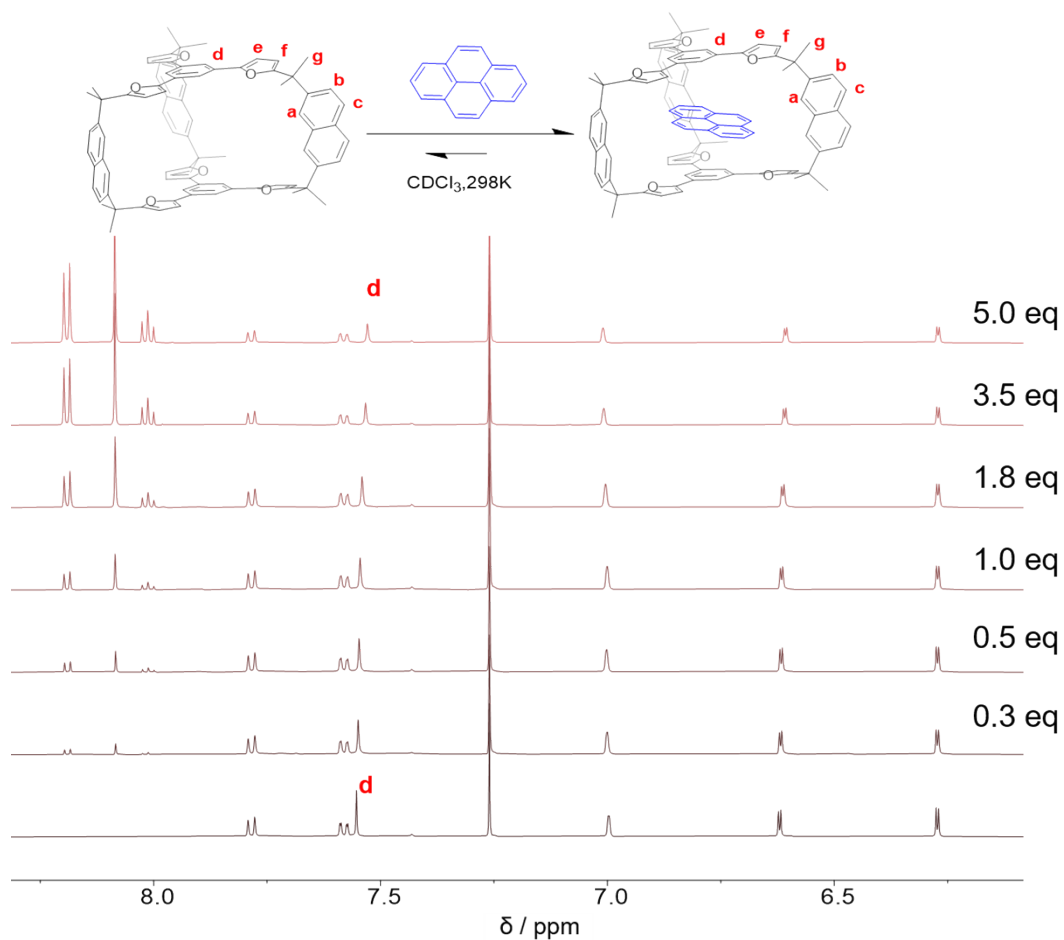 d e f g
b
c
a
O O O O O O
CDCl3,298K
d e f g
b
c
a
O O O O O O
d
5.0 eq
3.5 eq
1.8 eq
1.0 eq
0.5 eq
0.3 eq
d
8.0 7.5 7.0 6.5
δ / ppm